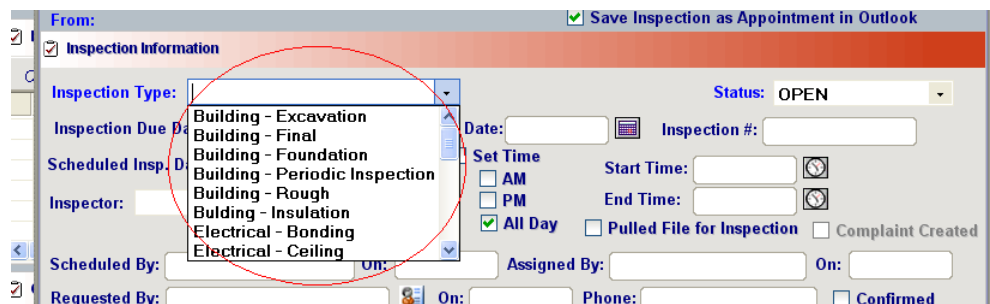 From: Save Inspection as Appointment in Outlook
Inspection Information
Inspection Type: Status: OPEN
Building - Excavation
Inspection Due Date: Inspection #:
Building - Final
Building - Foundation
Scheduled Insp. Set Time Start Time:
Building - Periodic Inspection AM
Building - Rough
Inspector: PM End Time:
Bulding - Insulation
Electrical - Bonding All Day Pulled File for Inspection Complaint Created
Electrical - Ceiling
Scheduled By: On: Assigned By: On:
Requested By: On: Phone: Confirmed